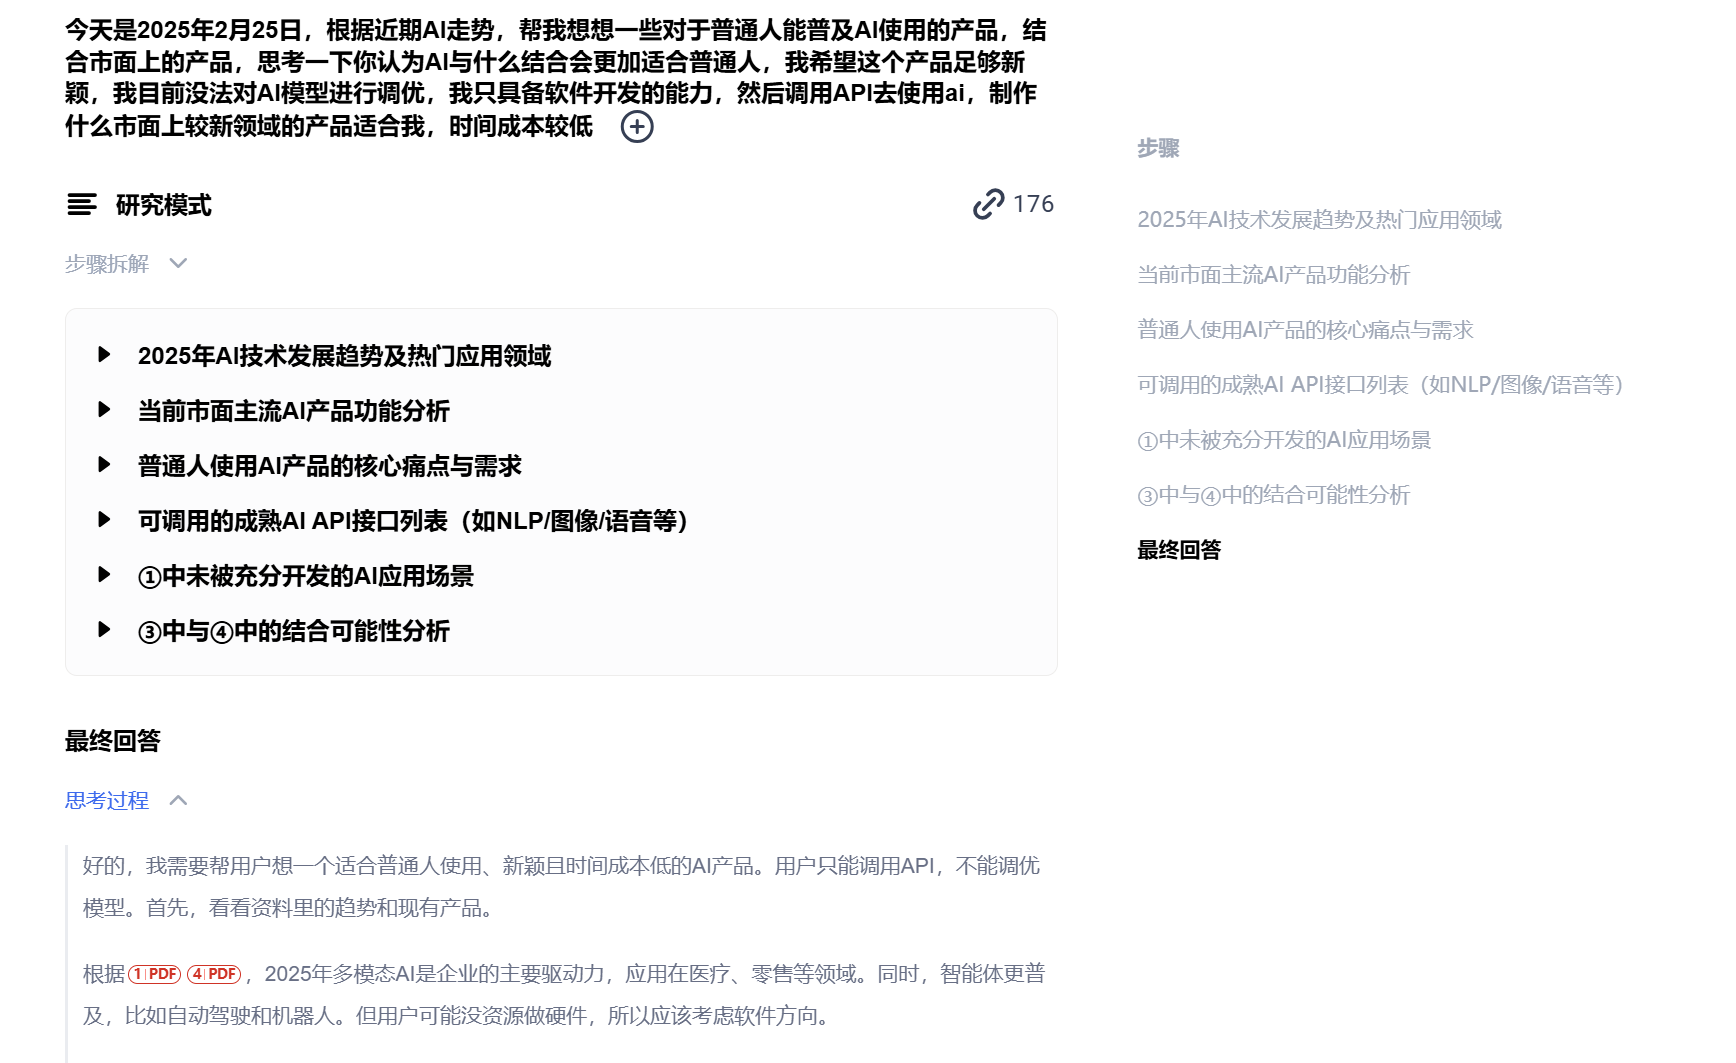 今天是2025年2月25日，根据近期AI走势，帮我想想一些对于普通人能普及AI使用的产品，结
合市面上的产品，思考一下你认为AI与什么结合会更加适合普通人，我希望这个产品足够新
颖，我目前没法对AI模型进行调优，我只具备软件开发的能力，然后调用API去使用ai，制作
什么市面上较新领域的产品适合我，时间成本较低
研究模式
176
步骤拆解
2025年AI技术发展趋势及热门应用领域
当前市面主流AI产品功能分析
普通人使用AI产品的核心痛点与需求
可调用的成熟AI API接口列表（如NLP/图像/语音等）
①中未被充分开发的AI应用场景
③中与④中的结合可能性分析
最终回答
思考过程
好的，我需要帮用户想一个适合普通人使用、新颖且时间成本低的AI产品。用户只能调用API，不能调优
模型。首先，看看资料里的趋势和现有产品。
根据1|PDF 4|PDF，2025年多模态AI是企业的主要驱动力，应用在医疗、零售等领域。同时，智能体更普
及，比如自动驾驶和机器人。但用户可能没资源做硬件，所以应该考虑软件方向。
步骤
2025年AI技术发展趋势及热门应用领域
当前市面主流AI产品功能分析
普通人使用AI产品的核心痛点与需求
可调用的成熟AI API接口列表（如NLP/图像/语音等）
①中未被充分开发的AI应用场景
③中与④中的结合可能性分析
最终回答